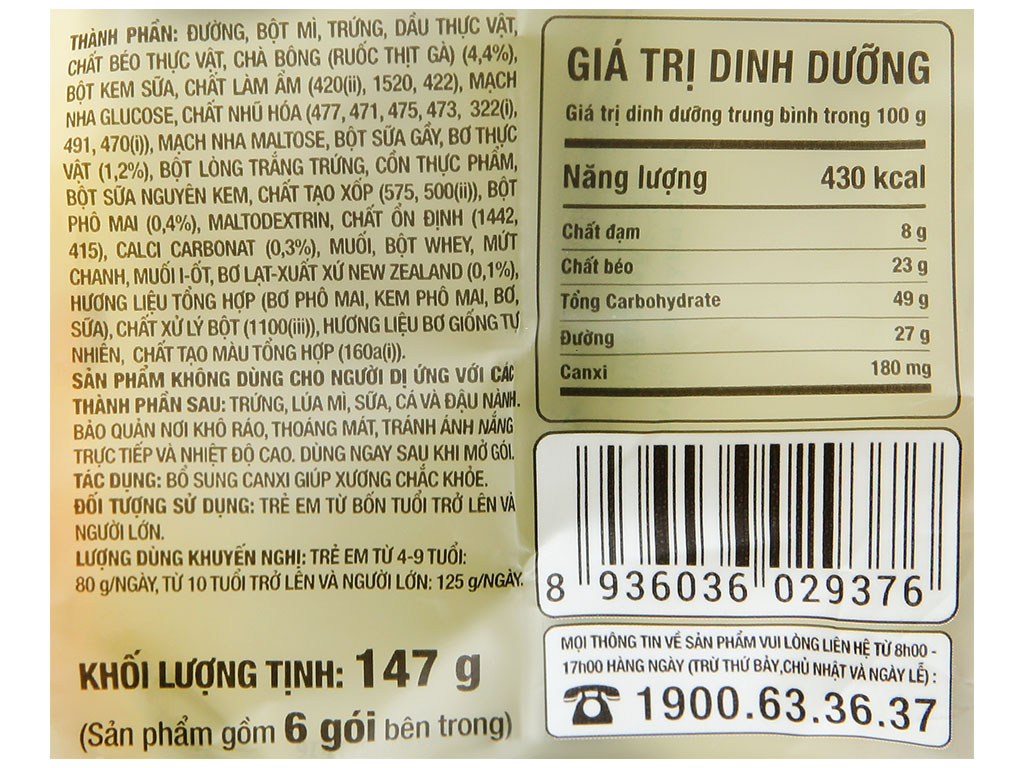 THÀNH PHẦN: ĐƯỜNG, BỘT MÌ, TRỨNG, DẦU THỰC VẬT,
CHẤT BÉO THỰC VẬT, CHÀ BÔNG (RUỐC THỊT GÀ) (4,4%),
BỘT KEM SỮA, CHẤT LÀM ẨM (420(ii), 1520, 422), MẠCH
NHA GLUCOSE, CHẤT NHŨ HÓA (477, 471, 475, 473, 322(i),
491, 470(i)), MẠCH NHA MALTOSE, BỘT SỮA GẦY, BƠ THỰC
VẬT (1,2%), BỘT LÒNG TRẮNG TRỨNG, CỒN THỰC PHẨM,
BỘT SỮA NGUYÊN KEM, CHẤT TẠO XỐP (575, 500(ii)), BỘT
PHÔ MAI (0,4%), MALTODEXTRIN, CHẤT ỔN ĐỊNH (1442,
415), CALCI CARBONAT (0,3%), MUỐI, BỘT WHEY, MỨT
CHANH, MUỐI I-ỐT, BƠ LẠT-XUẤT XỨ NEW ZEALAND (0,1%),
HƯƠNG LIỆU TỔNG HỢP (BƠ PHÔ MAI, KEM PHÔ MAI, BƠ,
SỮA), CHẤT XỬ LÝ BỘT (1100(iii)), HƯƠNG LIỆU BƠ GIỐNG TỰ
NHIÊN, CHẤT TẠO MÀU TỔNG HỢP (160a(i)).
SẢN PHẨM KHÔNG DÙNG CHO NGƯỜI DỊ ỨNG VỚI CÁC
THÀNH PHẦN SAU: TRỨNG, LÚA MÌ, SỮA, CÁ VÀ ĐẬU NÀNH.
BẢO QUẢN NƠI KHÔ RÁO, THOÁNG MÁT, TRÁNH ÁNH NẮNG
TRỰC TIẾP VÀ NHIỆT ĐỘ CAO. DÙNG NGAY SAU KHI MỞ GÓI.
TÁC DỤNG: BỔ SUNG CANXI GIÚP XƯƠNG CHẮC KHỎE.
ĐỐI TƯỢNG SỬ DỤNG: TRẺ EM TỪ BỐN TUỔI TRỞ LÊN VÀ
NGƯỜI LỚN.
LƯỢNG DÙNG KHUYẾN NGHỊ: TRẺ EM TỪ 4-9 TUỔI:
80 g/NGÀY, TỪ 10 TUỔI TRỞ LÊN VÀ NGƯỜI LỚN: 125 g/NGÀY.
KHỐI LƯỢNG TỊNH: 147 g
(Sản phẩm gồm 6 gói bên trong)
GIÁ TRỊ DINH DƯỠNG
Giá trị dinh dưỡng trung bình trong 100 g
Năng lượng 430 kcal
Chất đạm 8 g
Chất béo 23 g
Tổng Carbohydrate 49 g
Đường 27 g
Canxi 180 mg
8 936036 029376
MỌI THÔNG TIN VỀ SẢN PHẨM VUI LÒNG LIÊN HỆ TỪ 8h00 -
17h00 HÀNG NGÀY (TRỪ THỨ BẢY, CHỦ NHẬT VÀ NGÀY LỄ) :
1900.63.36.37